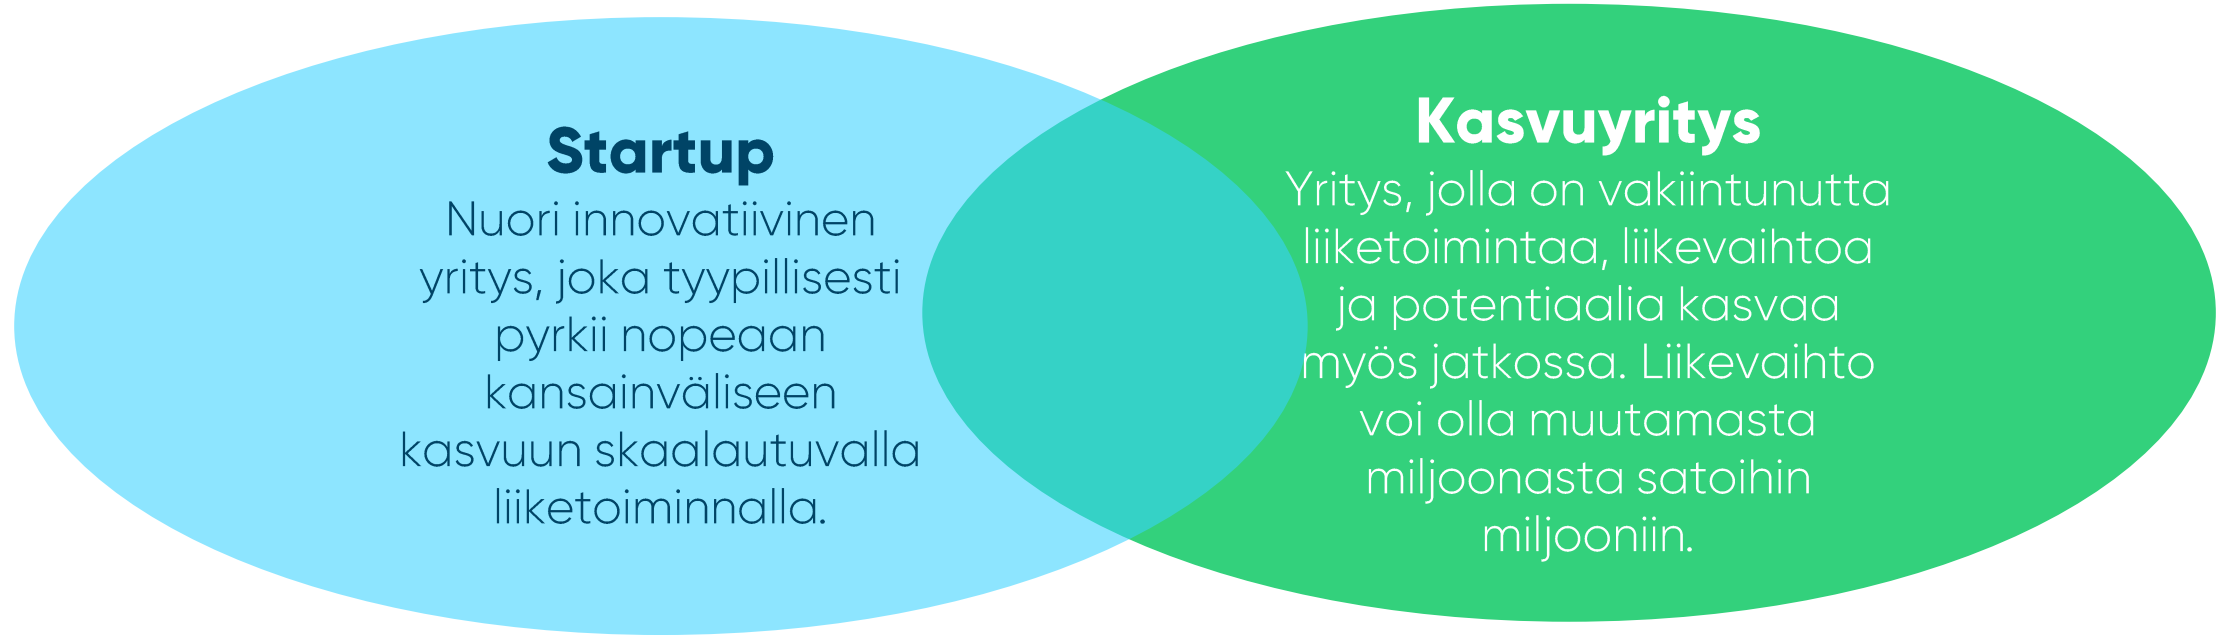 Startup
Nuori innovatiivinen
yritys, joka tyypillisesti
pyrkii nopeaan
kansainväliseen
kasvuun skaalautuvalla
liiketoiminnalla.
Kasvuyritys
Yritys, jolla on vakiintunutta
liiketoimintaa, liikevaihtoa
ja potentiaalia kasvaa
myös jatkossa. Liikevaihto
voi olla muutamasta
miljoonasta satoihin
miljooniin.